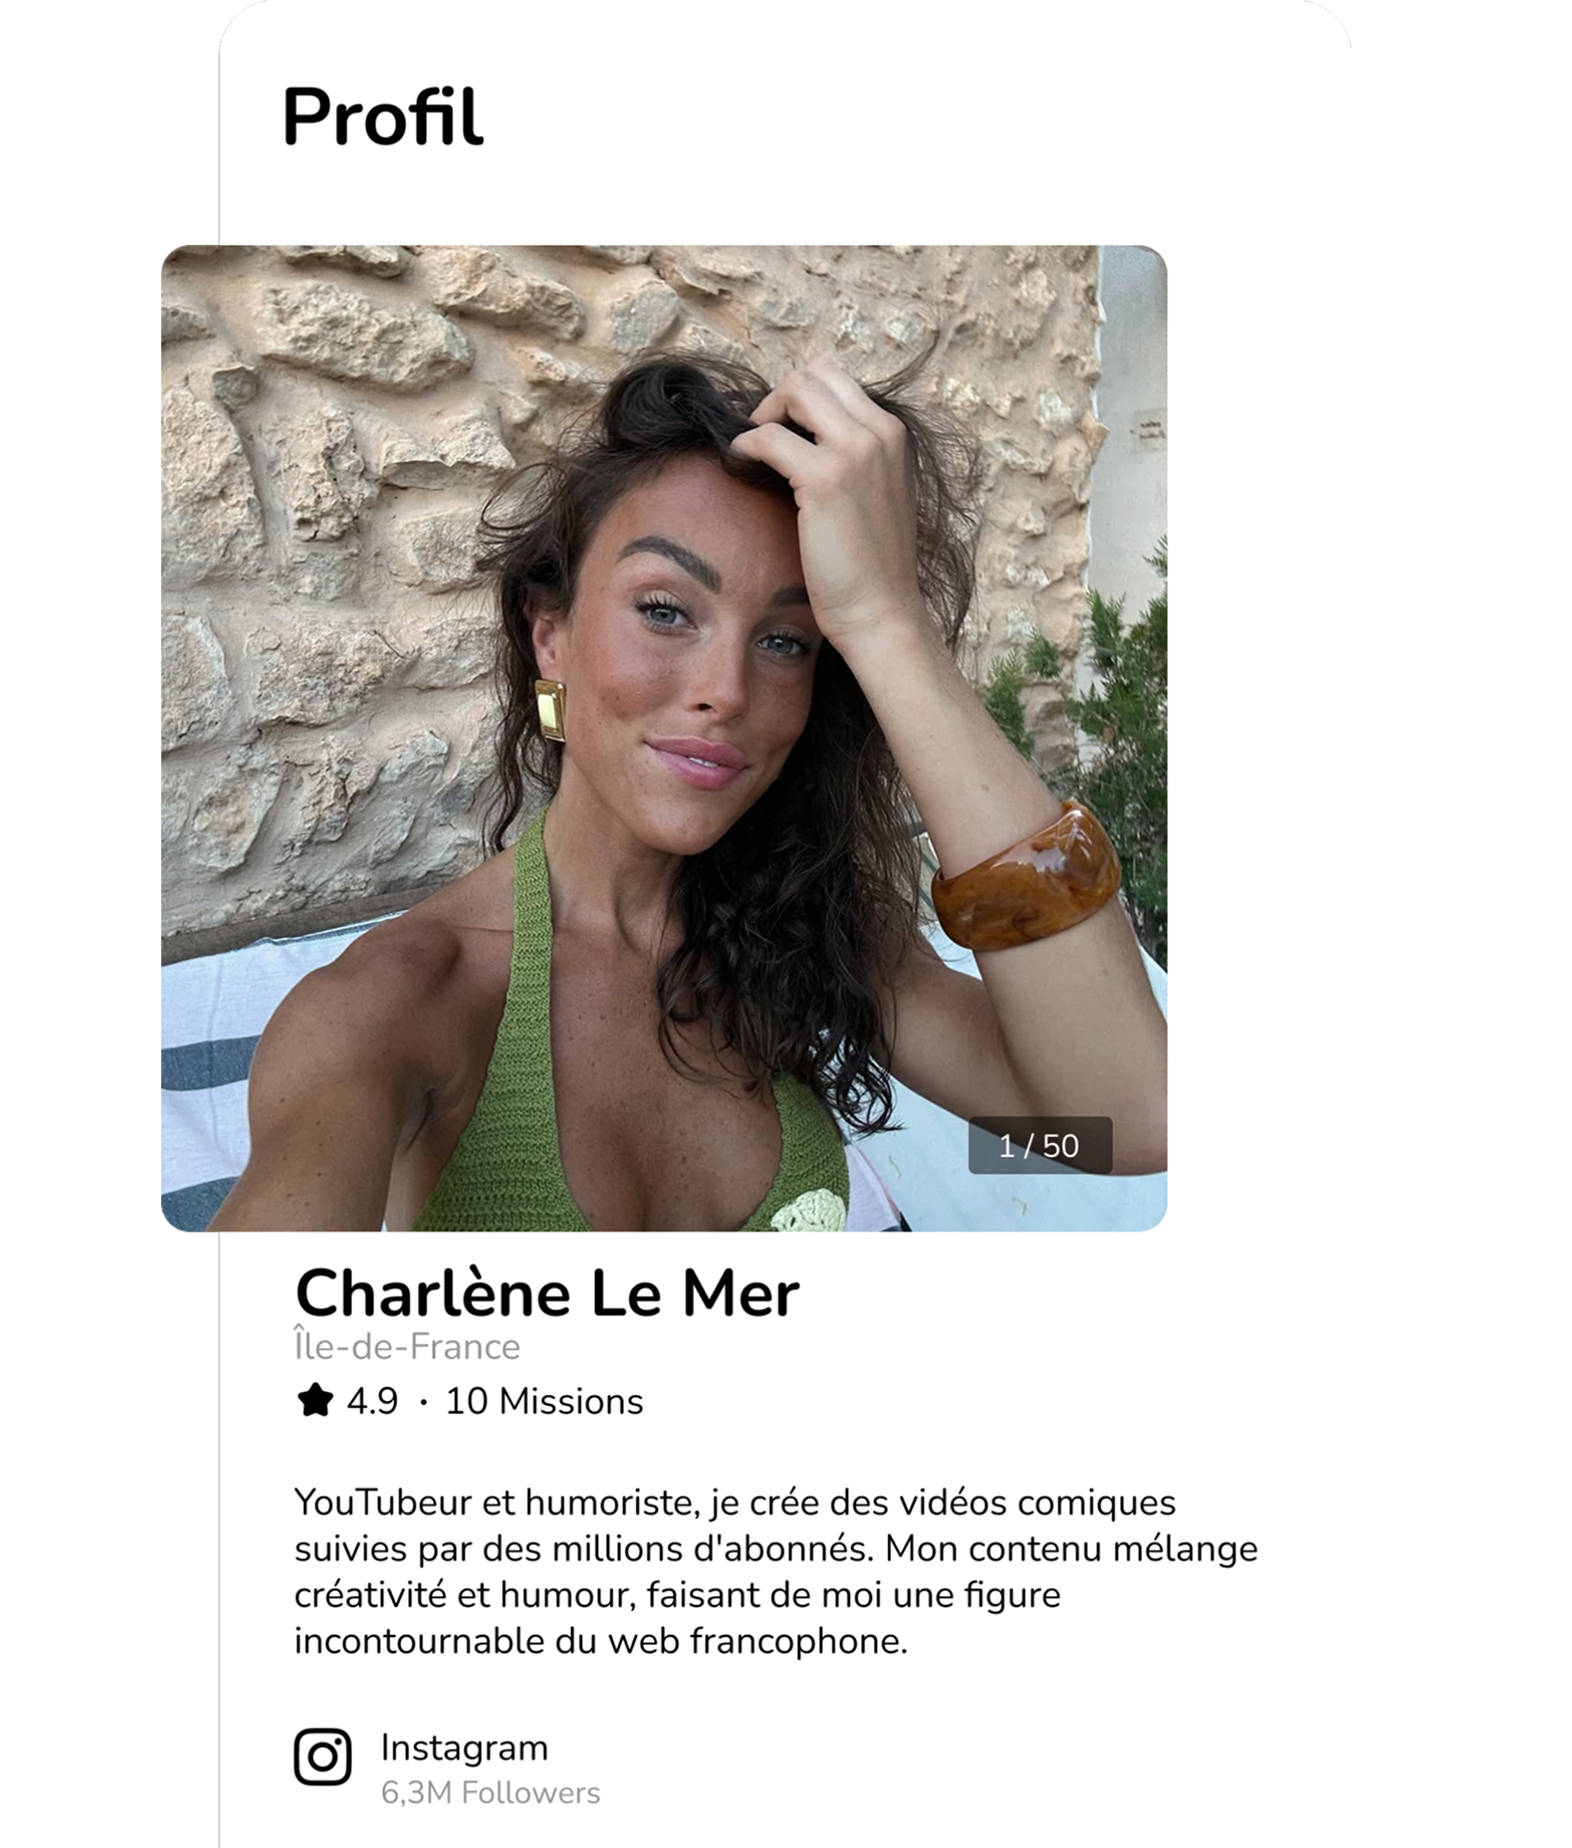 Profil
1 / 50
Charlène Le Mer
Île-de-France
4.9 · 10 Missions
YouTubeur et humoriste, je crée des vidéos comiques
suivies par des millions d'abonnés. Mon contenu mélange
créativité et humour, faisant de moi une figure
incontournable du web francophone.
Instagram
6,3M Followers